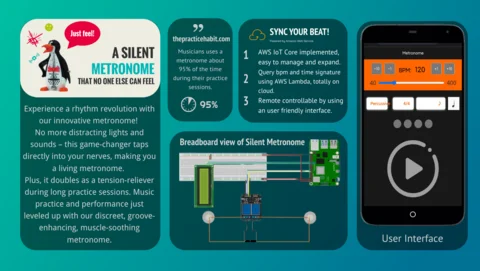 Just feel!
A SILENT
METRONOME
THAT NO ONE ELSE CAN FEEL
Experience a rhythm revolution with
our innovative metronome!
No more distracting lights and
sounds – this game-changer taps
directly into your nerves, making you
a living metronome.
Plus, it doubles as a tension-reliever
during long practice sessions. Music
practice and performance just
leveled up with our discreet, groove-
enhancing, muscle-soothing
metronome.
thepracticehabit.com
Musicians use a
metronome about
95% of the time
during their practice
sessions.
95%
SYNC YOUR BEAT!
1 AWS IoT Core implemented,
easy to manage and expand.
2 Query bpm and time signature
using AWS Lambda, totally on
cloud.
3 Remote controllable by using
an user friendly interface.
Breadboard view of Silent Metronome
Metronome
BPM: 120
40
400
4/4
2
User Interface